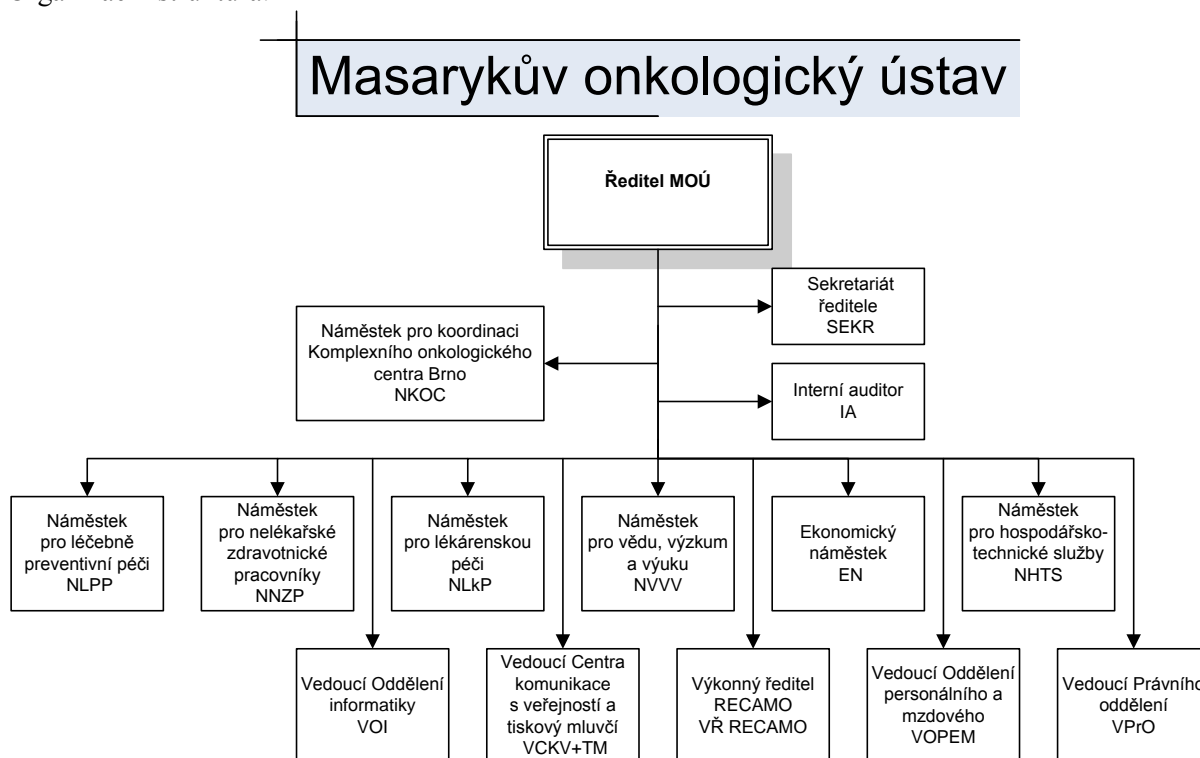 Masarykův onkologický ústav
Ředitel MOÚ
Sekretariát
ředitele
SEKR
Náměstek pro koordinaci
Komplexního onkologického
centra Brno
NKOC
Interní auditor
IA
Náměstek
pro léčebně
preventivní péči
NLPP
Náměstek
pro nelékařské
zdravotnické
pracovníky
NNZP
Náměstek
pro lékárenskou
péči
NLkP
Náměstek
pro vědu, výzkum
a výuku
NVVV
Ekonomický
náměstek
EN
Náměstek
pro hospodářsko-
technické služby
NHTS
Vedoucí Oddělení
informatiky
VOI
Vedoucí Centra
komunikace
s veřejností a
tiskový mluvčí
VCKV+TM
Výkonný ředitel
RECAMO
VŘ RECAMO
Vedoucí Oddělení
personálního a
mzdového
VOPEM
Vedoucí Právního
oddělení
VPrO